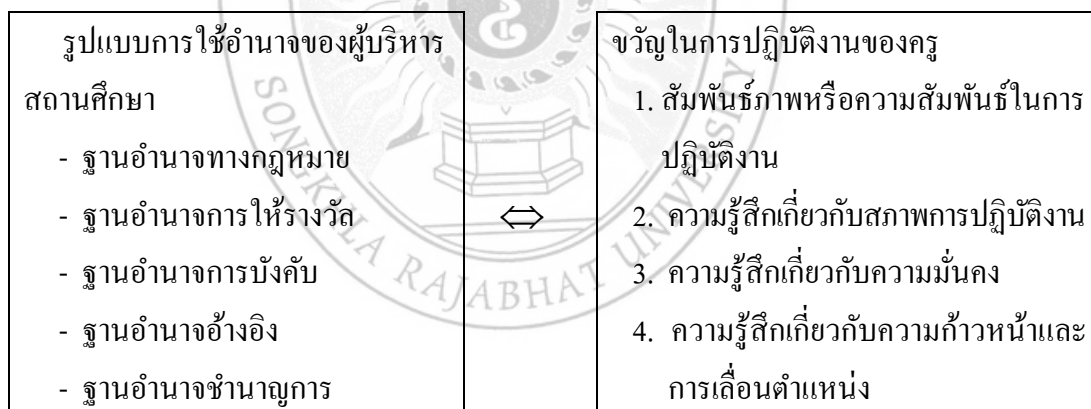 รูปแบบการใช้อำนาจของผู้บริหาร
สถานศึกษา
- ฐานอำนาจทางกฎหมาย
- ฐานอำนาจการให้รางวัล
- ฐานอำนาจการบังคับ
- ฐานอำนาจอ้างอิง
- ฐานอำนาจชำนาญการ
⇔
ขวัญในการปฏิบัติงานของครู
1. สัมพันธ์ภาพหรือความสัมพันธ์ในการ
ปฏิบัติงาน
2. ความรู้สึกเกี่ยวกับสภาพการปฏิบัติงาน
3. ความรู้สึกเกี่ยวกับความมั่นคง
4. ความรู้สึกเกี่ยวกับความก้าวหน้าและ
การเลื่อนตำแหน่ง
SONGKHLA RAJABHAT UNIVERSITY